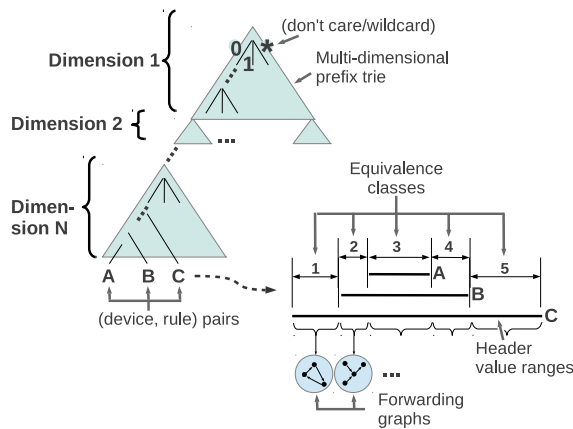 (don't care/wildcard)
Dimension 1
0
*
1
Multi-dimensional
prefix trie
Dimension 2
...
Dimen-
sion N
A B C
(device, rule) pairs
Equivalence
classes
1 2 3 4 5
A
B
C
Header
value ranges
...
Forwarding
graphs